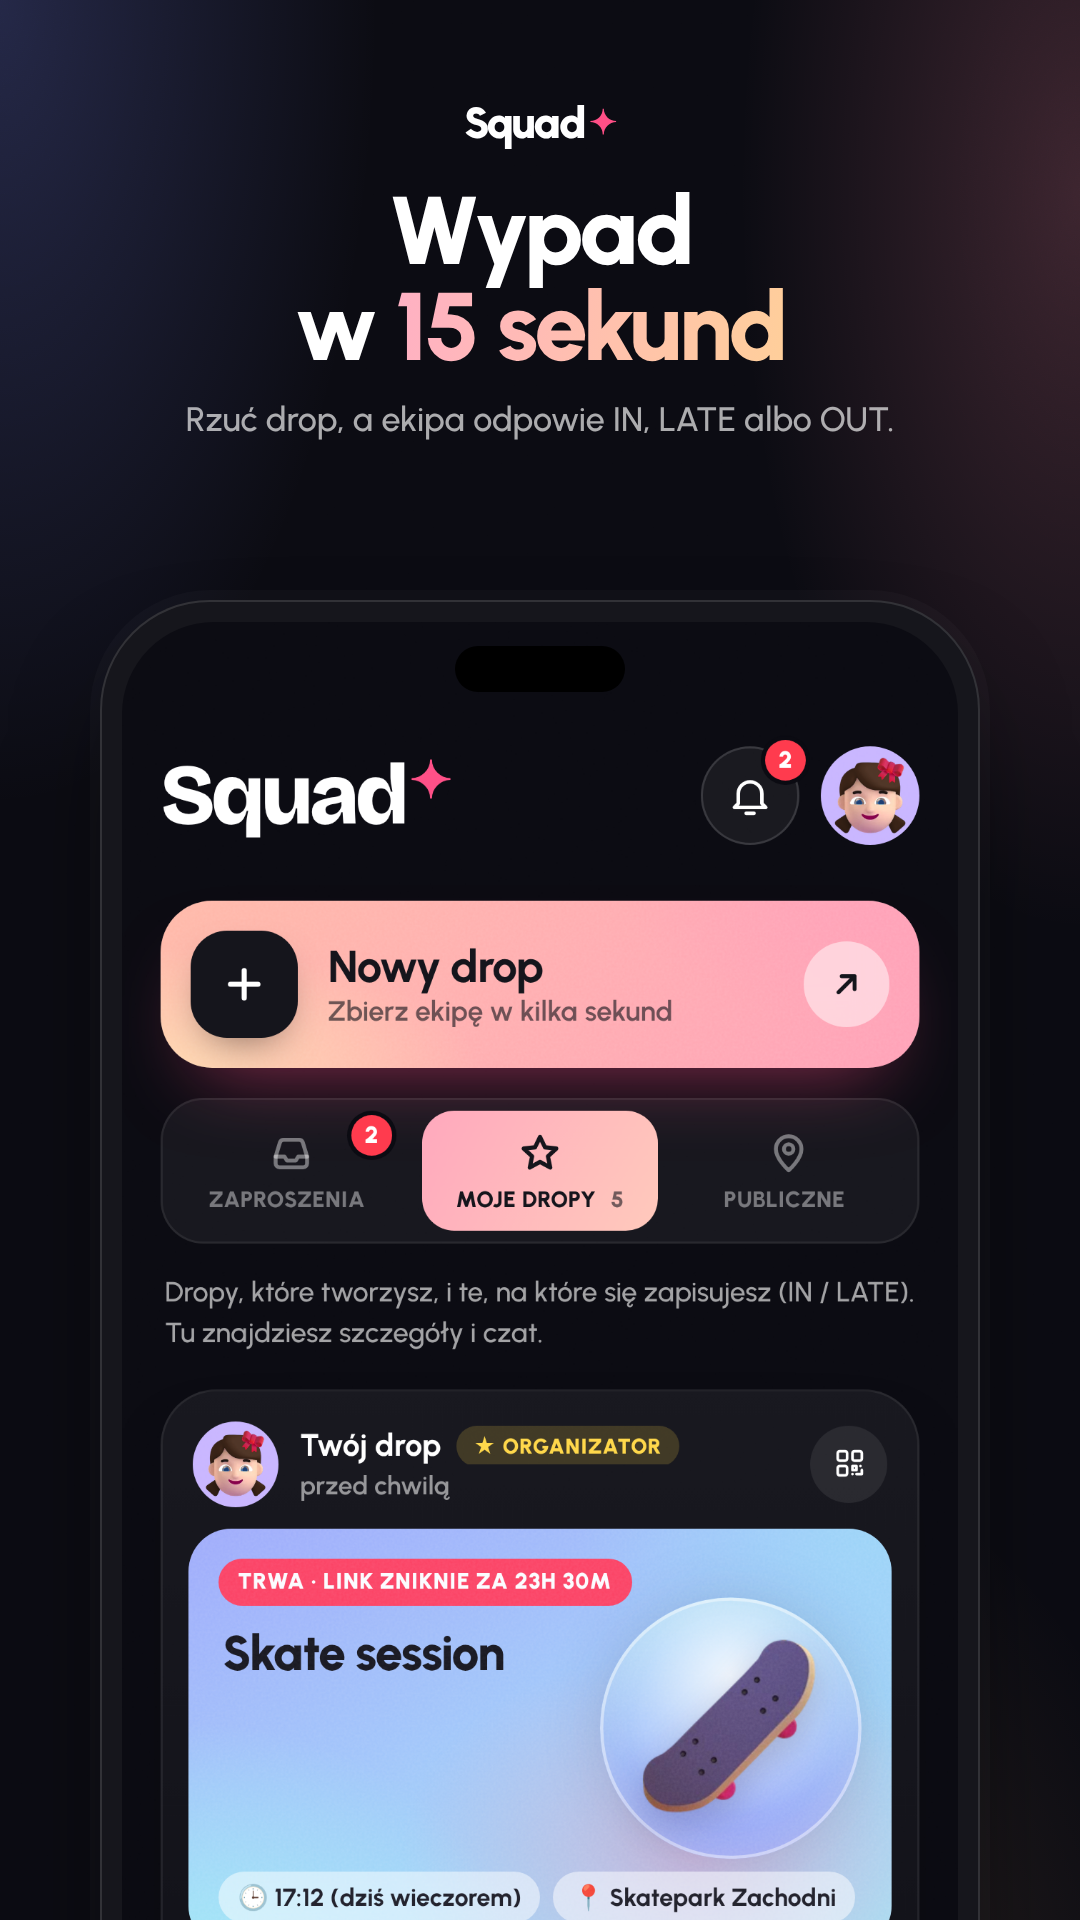 Squad
Wypad
w 15 sekund
Rzuć drop, a ekipa odpowie IN, LATE albo OUT.
Squad
2
Nowy drop
Zbierz ekipę w kilka sekund
2
ZAPROSZENIA
MOJE DROPY 5
PUBLICZNE
Dropy, które tworzysz, i te, na które się zapisujesz (IN / LATE).
Tu znajdziesz szczegóły i czat.
Twój drop
★ ORGANIZATOR
przed chwilą
TRWA · LINK ZNIKNIE ZA 23H 30M
Skate session
17:12 (dziś wieczorem)
Skatepark Zachodni